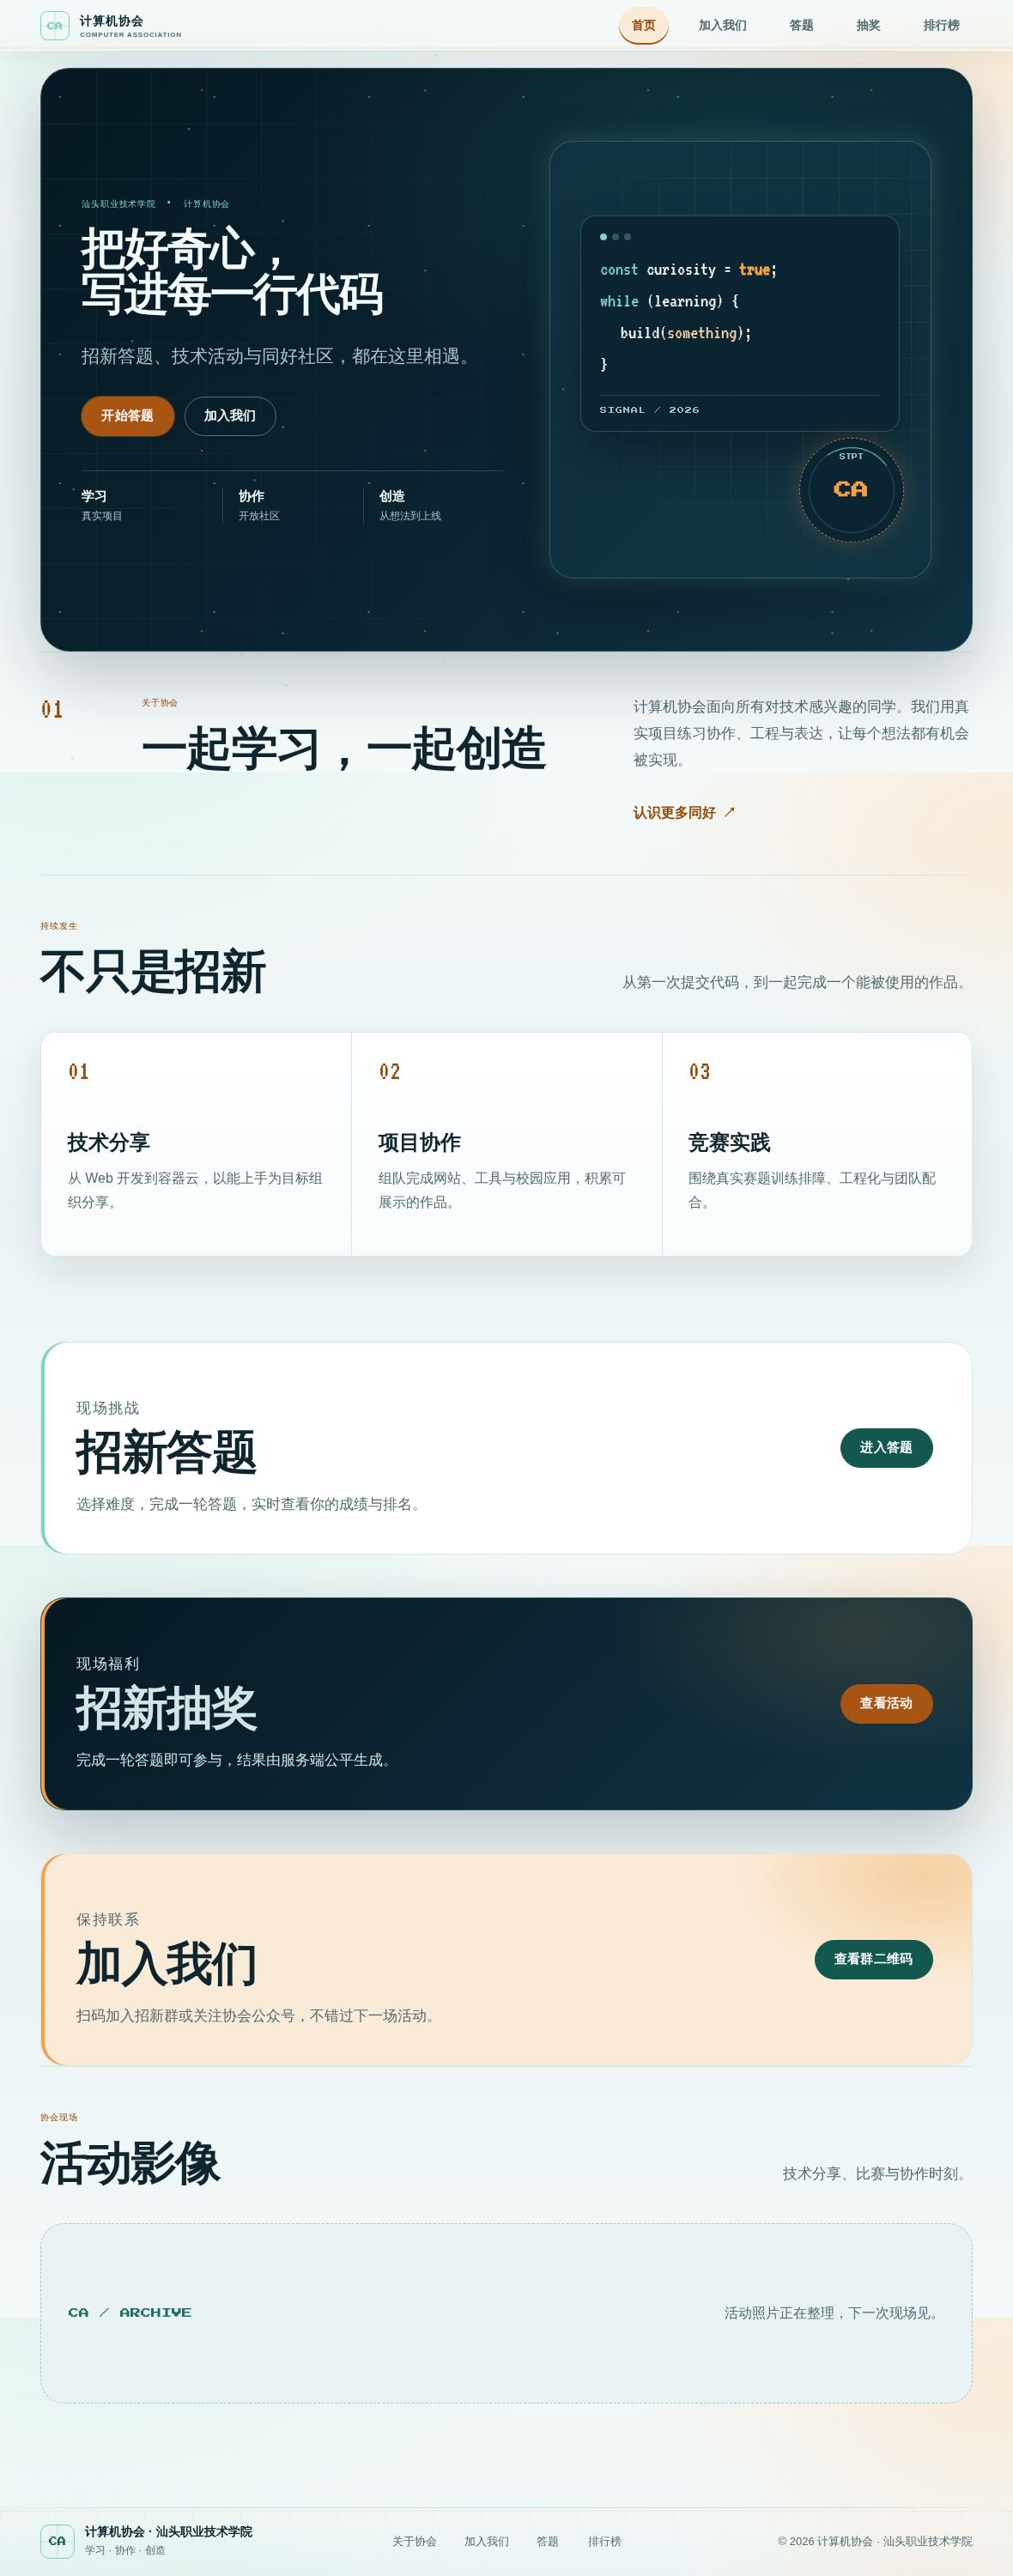 CA
计算机协会
COMPUTER ASSOCIATION
首页
加入我们
答题
抽奖
排行榜
汕头职业技术学院 • 计算机协会
把好奇心，
写进每一行代码
招新答题、技术活动与同好社区，都在这里相遇。
开始答题
加入我们
学习
真实项目
协作
开放社区
创造
从想法到上线
const curiosity = true;
while (learning) {
build(something);
}
SIGNAL / 2026
STPT
CA
01
关于协会
一起学习，一起创造
计算机协会面向所有对技术感兴趣的同学。我们用真
实项目练习协作、工程与表达，让每个想法都有机会
被实现。
认识更多同好 ↗
持续发生
不只是招新
从第一次提交代码，到一起完成一个能被使用的作品。
01
技术分享
从 Web 开发到容器云，以能上手为目标组
织分享。
02
项目协作
组队完成网站、工具与校园应用，积累可
展示的作品。
03
竞赛实践
围绕真实赛题训练排障、工程化与团队配
合。
现场挑战
招新答题
选择难度，完成一轮答题，实时查看你的成绩与排名。
进入答题
现场福利
招新抽奖
完成一轮答题即可参与，结果由服务端公平生成。
查看活动
保持联系
加入我们
扫码加入招新群或关注协会公众号，不错过下一场活动。
查看群二维码
协会现场
活动影像
技术分享、比赛与协作时刻。
CA / ARCHIVE
活动照片正在整理，下一次现场见。
CA
计算机协会 · 汕头职业技术学院
学习 · 协作 · 创造
关于协会
加入我们
答题
排行榜
© 2026 计算机协会 · 汕头职业技术学院